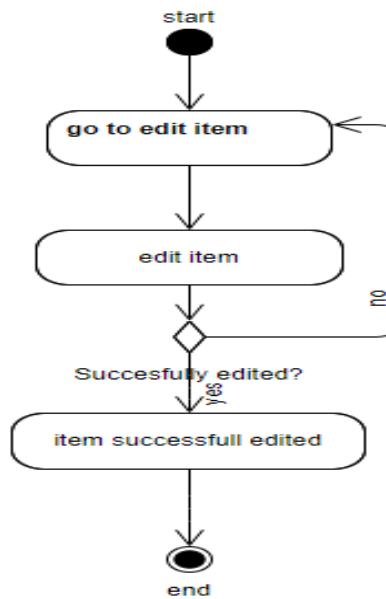 start
go to edit item
edit item
no
Succesfully edited?
yes
item successfull edited
end